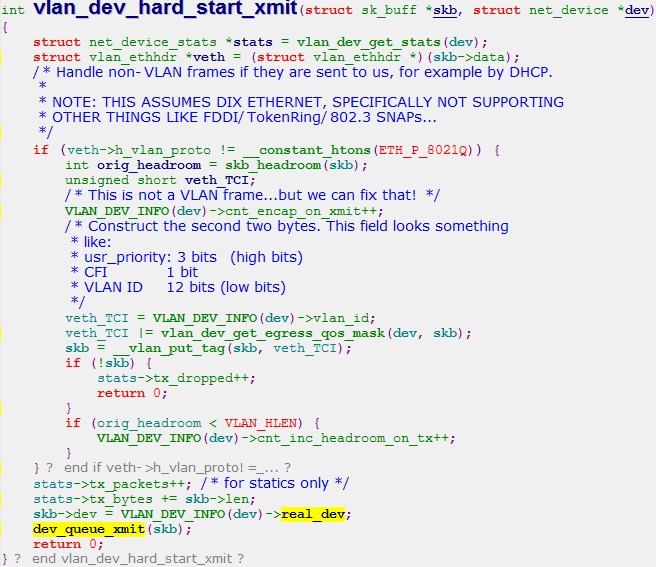 int vlan_dev_hard_start_xmit(struct sk_buff *skb, struct net_device *dev)
{
    struct net_device_stats *stats = vlan_dev_get_stats(dev);
    struct vlan_ethhdr *veth = (struct vlan_ethhdr *)(skb->data);
    /* Handle non-VLAN frames if they are sent to us, for example by DHCP.
     *
     * NOTE: THIS ASSUMES DIX ETHERNET, SPECIFICALLY NOT SUPPORTING
     * OTHER THINGS LIKE FDDI/TokenRing/802.3 SNAPs...
     */
    if (veth->h_vlan_proto != __constant_htons(ETH_P_8021Q)) {
        int orig_headroom = skb_headroom(skb);
        unsigned short veth_TCI;
        /* This is not a VLAN frame...but we can fix that! */
        VLAN_DEV_INFO(dev)->cnt_encap_on_xmit++;
        /* Construct the second two bytes. This field looks something
         * like:
         * usr_priority: 3 bits (high bits)
         * CFI 1 bit
         * VLAN ID 12 bits (low bits)
         */
        veth_TCI = VLAN_DEV_INFO(dev)->vlan_id;
        veth_TCI |= vlan_dev_get_egress_qos_mask(dev, skb);
        skb = __vlan_put_tag(skb, veth_TCI);
        if (!skb) {
            stats->tx_dropped++;
            return 0;
        }
        if (orig_headroom < VLAN_HLEN) {
            VLAN_DEV_INFO(dev)->cnt_inc_headroom_on_tx++;
        }
    } ? end if veth->h_vlan_proto!=_... ?
    stats->tx_packets++; /* for statics only */
    stats->tx_bytes += skb->len;
    skb->dev = VLAN_DEV_INFO(dev)->real_dev;
    dev_queue_xmit(skb);
    return 0;
} ? end vlan_dev_hard_start_xmit ?